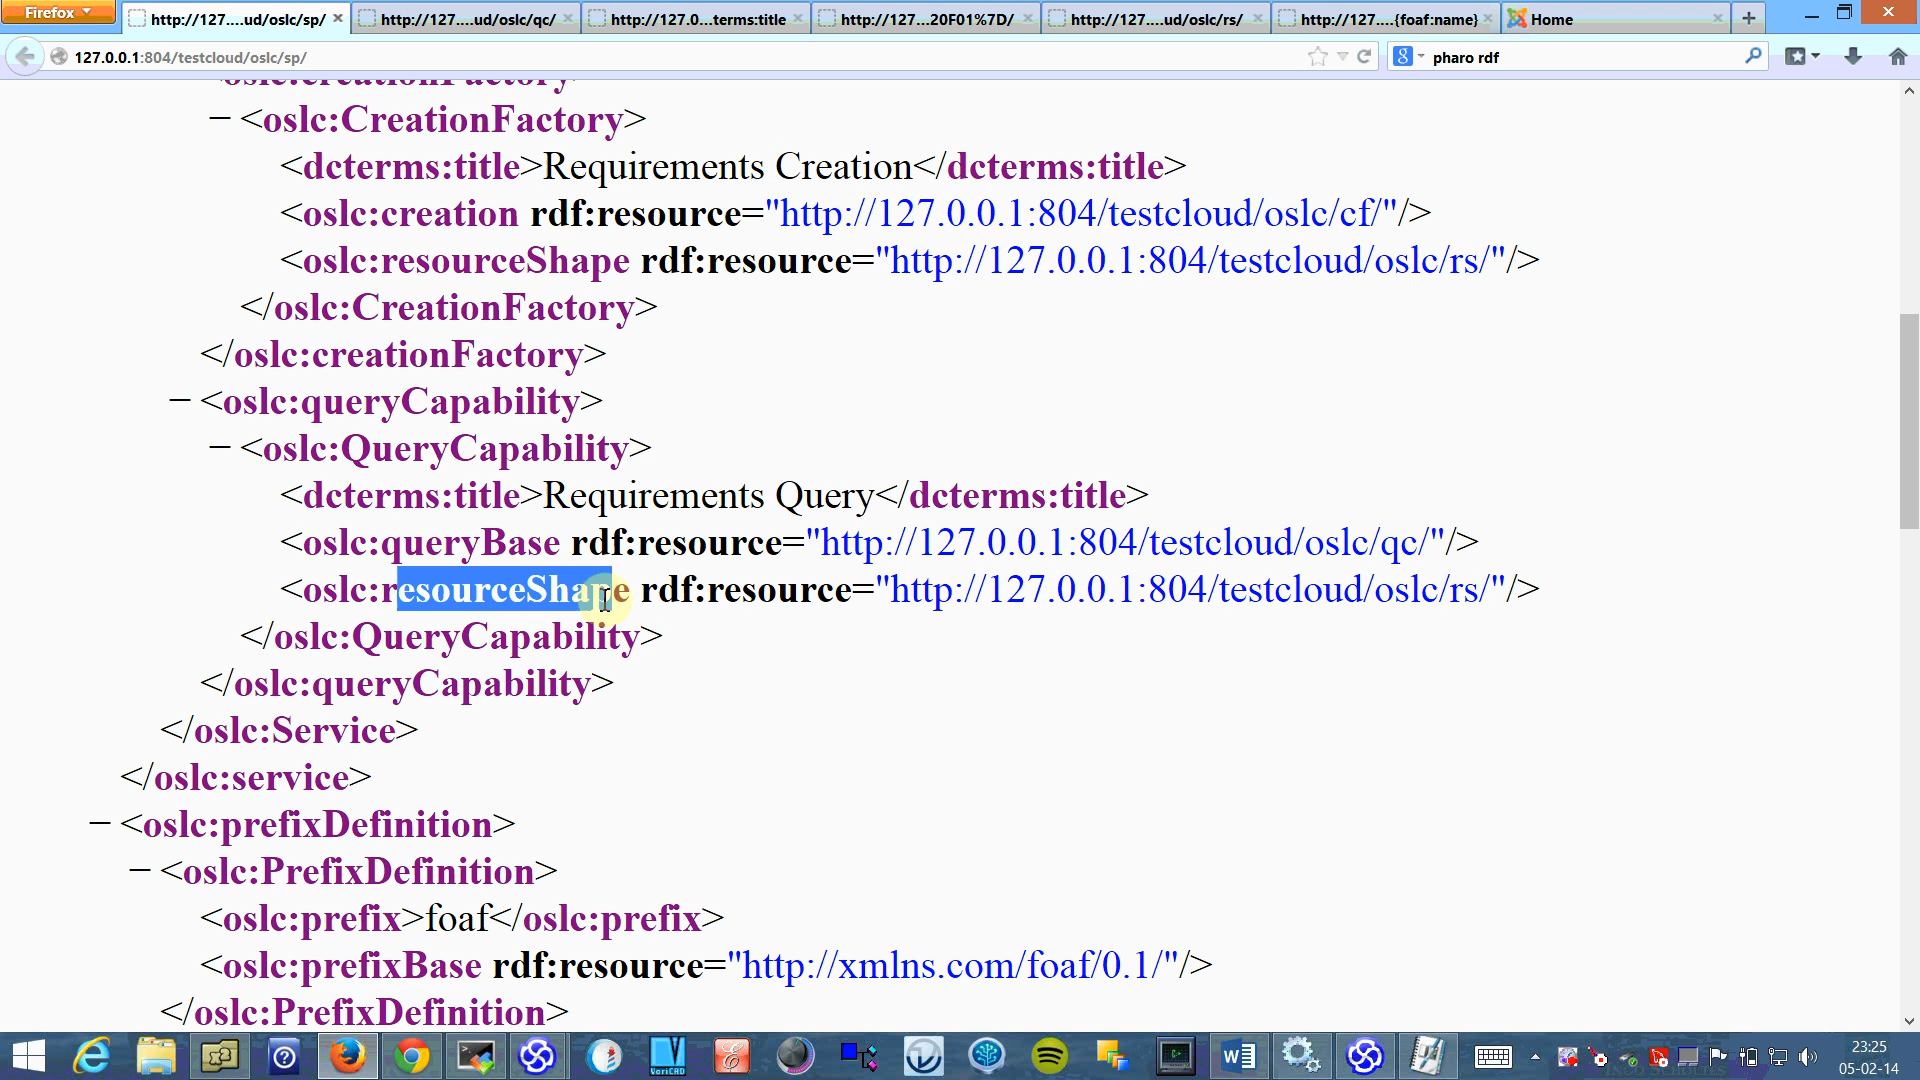 Firefox
http://127....ud/oslc/sp/
http://127....ud/oslc/qc/
http://127.0...terms:title
http://127...20F01%7D/
http://127....ud/oslc/rs/
http://127....{foaf:name}
Home
127.0.0.1:804/testcloud/oslc/sp/
pharo rdf
oslc:creationFactory
– <oslc:CreationFactory>
<dcterms:title>Requirements Creation</dcterms:title>
<oslc:creation rdf:resource="http://127.0.0.1:804/testcloud/oslc/cf/"/>
<oslc:resourceShape rdf:resource="http://127.0.0.1:804/testcloud/oslc/rs/"/>
</oslc:CreationFactory>
</oslc:creationFactory>
– <oslc:queryCapability>
– <oslc:QueryCapability>
<dcterms:title>Requirements Query</dcterms:title>
<oslc:queryBase rdf:resource="http://127.0.0.1:804/testcloud/oslc/qc/"/>
<oslc:resourceShape rdf:resource="http://127.0.0.1:804/testcloud/oslc/rs/"/>
</oslc:QueryCapability>
</oslc:queryCapability>
</oslc:Service>
</oslc:service>
– <oslc:prefixDefinition>
– <oslc:PrefixDefinition>
<oslc:prefix>foaf</oslc:prefix>
<oslc:prefixBase rdf:resource="http://xmlns.com/foaf/0.1/"/>
</oslc:PrefixDefinition>
23:25
05-02-14